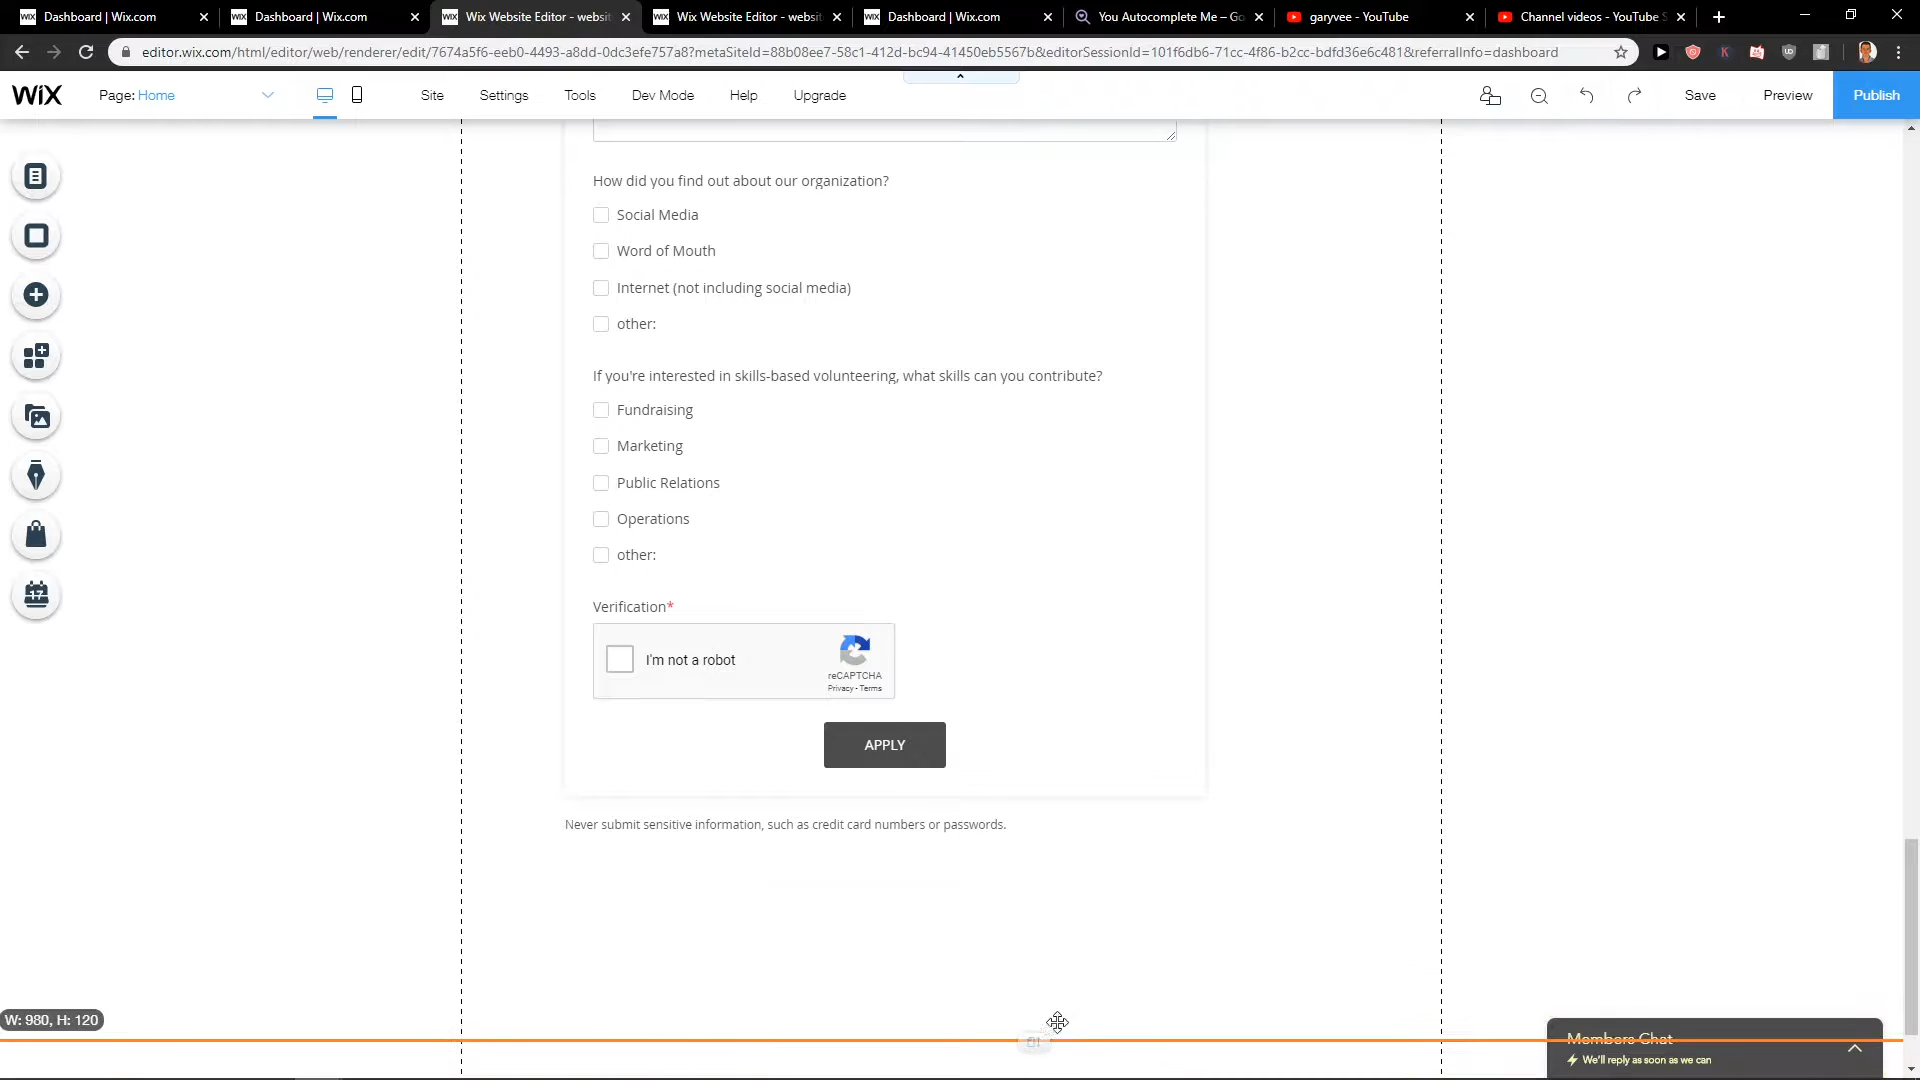 Dashboard | Wix.com
Dashboard | Wix.com
Wix Website Editor - websit
Wix Website Editor - websit
Dashboard | Wix.com
You Autocomplete Me – Go
garyvee - YouTube
Channel videos - YouTube S
editor.wix.com/html/editor/web/renderer/edit/7674a5f6-eeb0-4493-a8dd-0dc3efe757a8?metaSiteId=88b08ee7-58c1-412d-bc94-41450eb5567b&editorSessionId=101f6db6-71cc-4f86-b2cc-bdfd36e6c481&referralInfo=dashboard
WiX
Page: Home
Site
Settings
Tools
Dev Mode
Help
Upgrade
Save
Preview
Publish
How did you find out about our organization?
Social Media
Word of Mouth
Internet (not including social media)
other:
If you're interested in skills-based volunteering, what skills can you contribute?
Fundraising
Marketing
Public Relations
Operations
other:
17
Verification*
I'm not a robot
reCAPTCHA
Privacy - Terms
APPLY
Never submit sensitive information, such as credit card numbers or passwords.
W: 980, H: 120
Members Chat
We'll reply as soon as we can